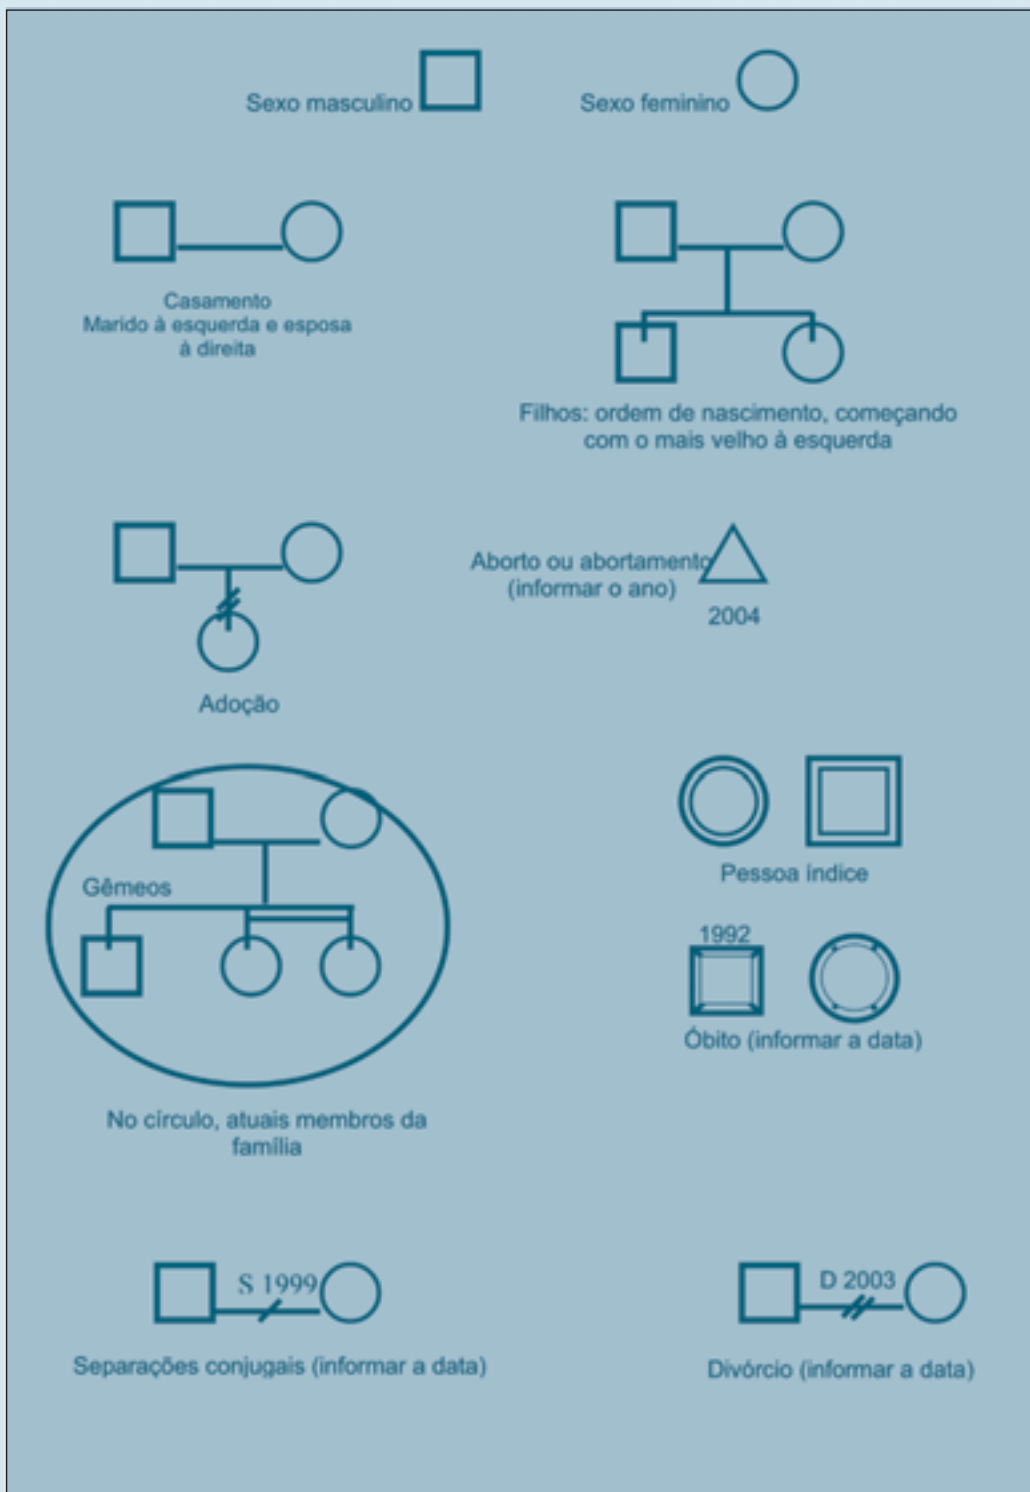 Sexo masculino
Sexo feminino
Casamento
Marido à esquerda e esposa
à direita
Filhos: ordem de nascimento, começando
com o mais velho à esquerda
Aborto ou abortamento
(informar o ano)
2004
Adoção
Gêmeos
Pessoa índice
1992
Óbito (informar a data)
No círculo, atuais membros da
família
S 1999
D 2003
Separações conjugais (informar a data)
Divórcio (informar a data)